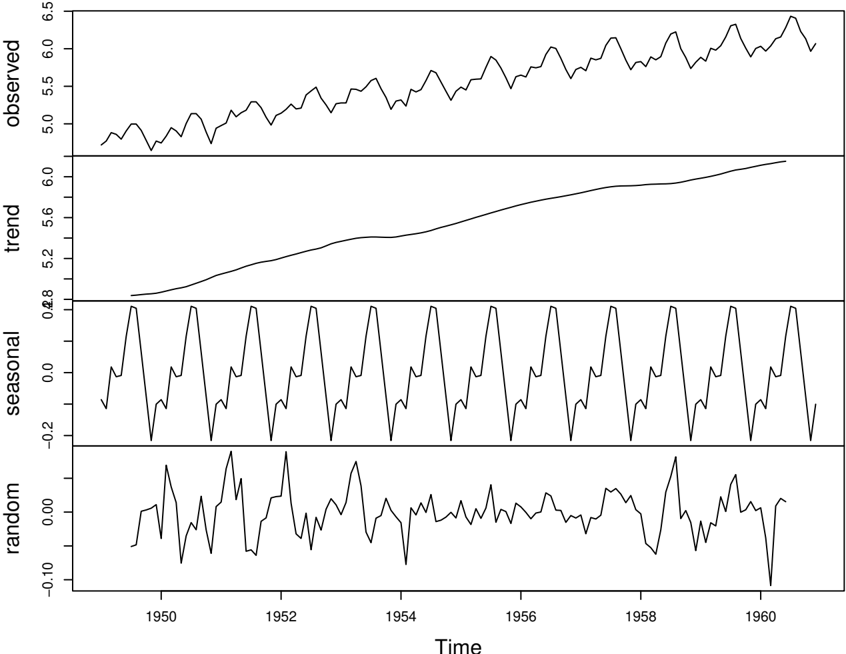 observed
5.0 5.5 6.0 6.5
trend
4.8 5.2 5.6 6.0
seasonal
−0.2 0.0 0.2
random
−0.10 0.00
1950 1952 1954 1956 1958 1960
Time